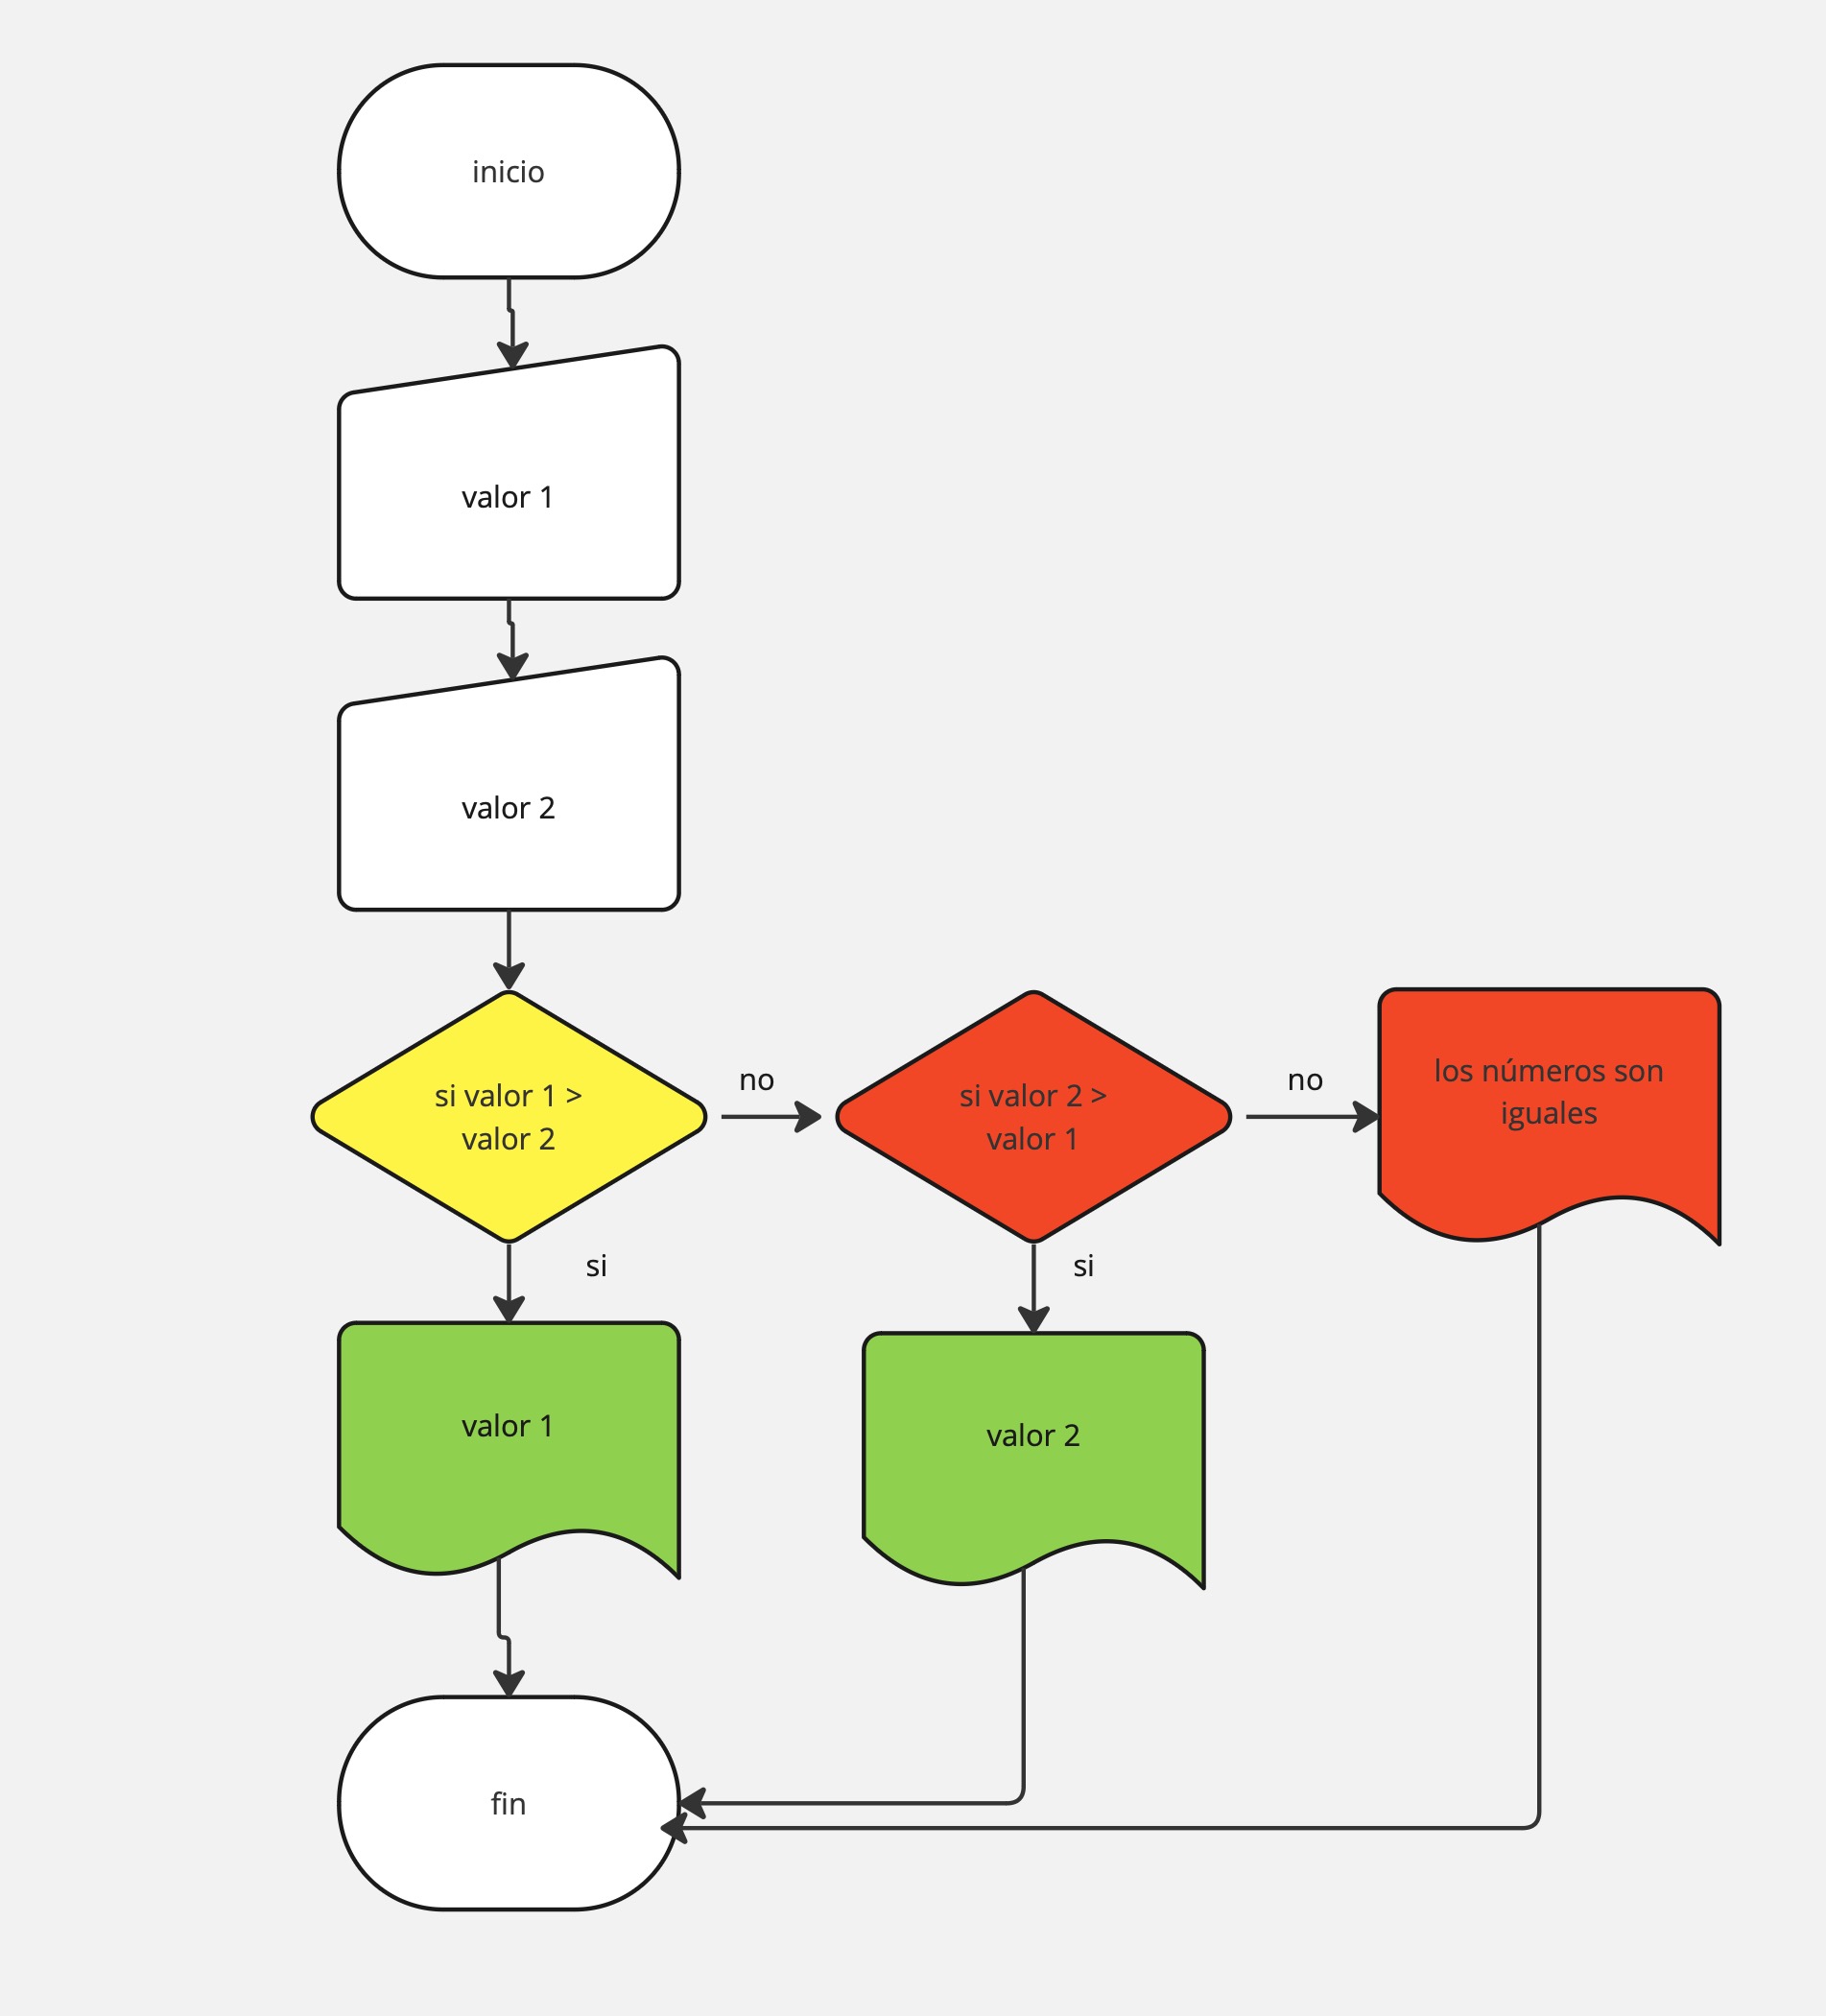 inicio
valor 1
valor 2
si valor 1 >
valor 2
no
si valor 2 >
valor 1
no
los números son
iguales
si
si
valor 1
valor 2
fin